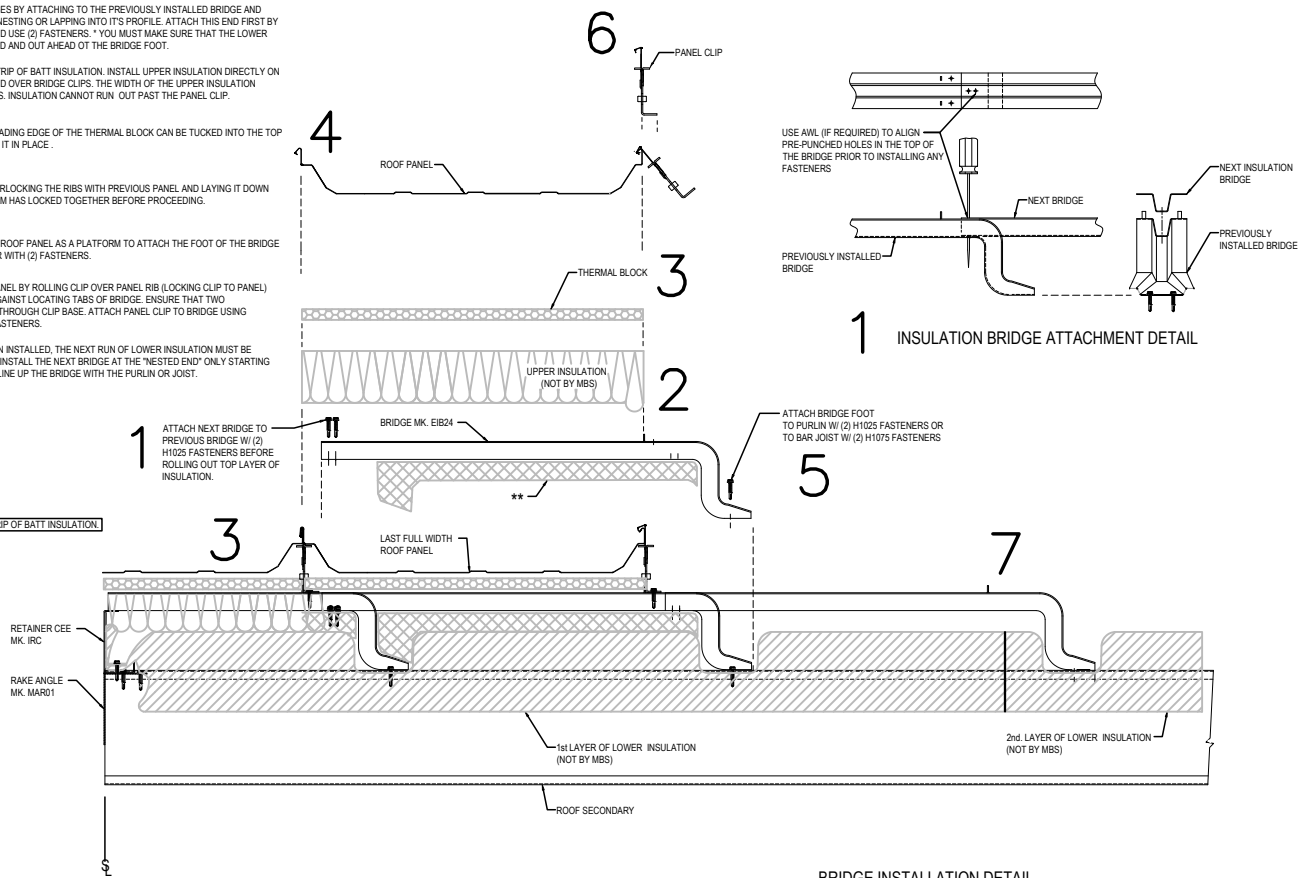 ES BY ATTACHING TO THE PREVIOUSLY INSTALLED BRIDGE AND
NESTING OR LAPPING INTO IT'S PROFILE. ATTACH THIS END FIRST BY
D USE (2) FASTENERS. * YOU MUST MAKE SURE THAT THE LOWER
D AND OUT AHEAD OT THE BRIDGE FOOT.
RIP OF BATT INSULATION. INSTALL UPPER INSULATION DIRECTLY ON
D OVER BRIDGE CLIPS. THE WIDTH OF THE UPPER INSULATION
S. INSULATION CANNOT RUN OUT PAST THE PANEL CLIP.
ADING EDGE OF THE THERMAL BLOCK CAN BE TUCKED INTO THE TOP
IT IN PLACE .
RLOCKING THE RIBS WITH PREVIOUS PANEL AND LAYING IT DOWN
M HAS LOCKED TOGETHER BEFORE PROCEEDING.
ROOF PANEL AS A PLATFORM TO ATTACH THE FOOT OF THE BRIDGE
R WITH (2) FASTENERS.
NEL BY ROLLING CLIP OVER PANEL RIB (LOCKING CLIP TO PANEL)
GAINST LOCATING TABS OF BRIDGE. ENSURE THAT TWO
THROUGH CLIP BASE. ATTACH PANEL CLIP TO BRIDGE USING
ASTENERS.
N INSTALLED, THE NEXT RUN OF LOWER INSULATION MUST BE
INSTALL THE NEXT BRIDGE AT THE "NESTED END" ONLY STARTING
LINE UP THE BRIDGE WITH THE PURLIN OR JOIST.
6
PANEL CLIP
4
ROOF PANEL
USE AWL (IF REQUIRED) TO ALIGN
PRE-PUNCHED HOLES IN THE TOP OF
THE BRIDGE PRIOR TO INSTALLING ANY
FASTENERS
NEXT INSULATION
BRIDGE
NEXT BRIDGE
PREVIOUSLY
INSTALLED BRIDGE
PREVIOUSLY INSTALLED
BRIDGE
1 INSULATION BRIDGE ATTACHMENT DETAIL
THERMAL BLOCK
3
UPPER INSULATION
(NOT BY MBS)
2
1
ATTACH NEXT BRIDGE TO
PREVIOUS BRIDGE W/ (2)
H1025 FASTENERS BEFORE
ROLLING OUT TOP LAYER OF
INSULATION.
BRIDGE MK. EIB24
ATTACH BRIDGE FOOT
TO PURLIN W/ (2) H1025 FASTENERS OR
TO BAR JOIST W/ (2) H1075 FASTENERS
5
**
RIP OF BATT INSULATION.
3
LAST FULL WIDTH
ROOF PANEL
7
RETAINER CEE
MK. IRC
RAKE ANGLE
MK. MAR01
1st LAYER OF LOWER INSULATION
(NOT BY MBS)
2nd. LAYER OF LOWER INSULATION
(NOT BY MBS)
ROOF SECONDARY
BRIDGE INSTALLATION DETAIL